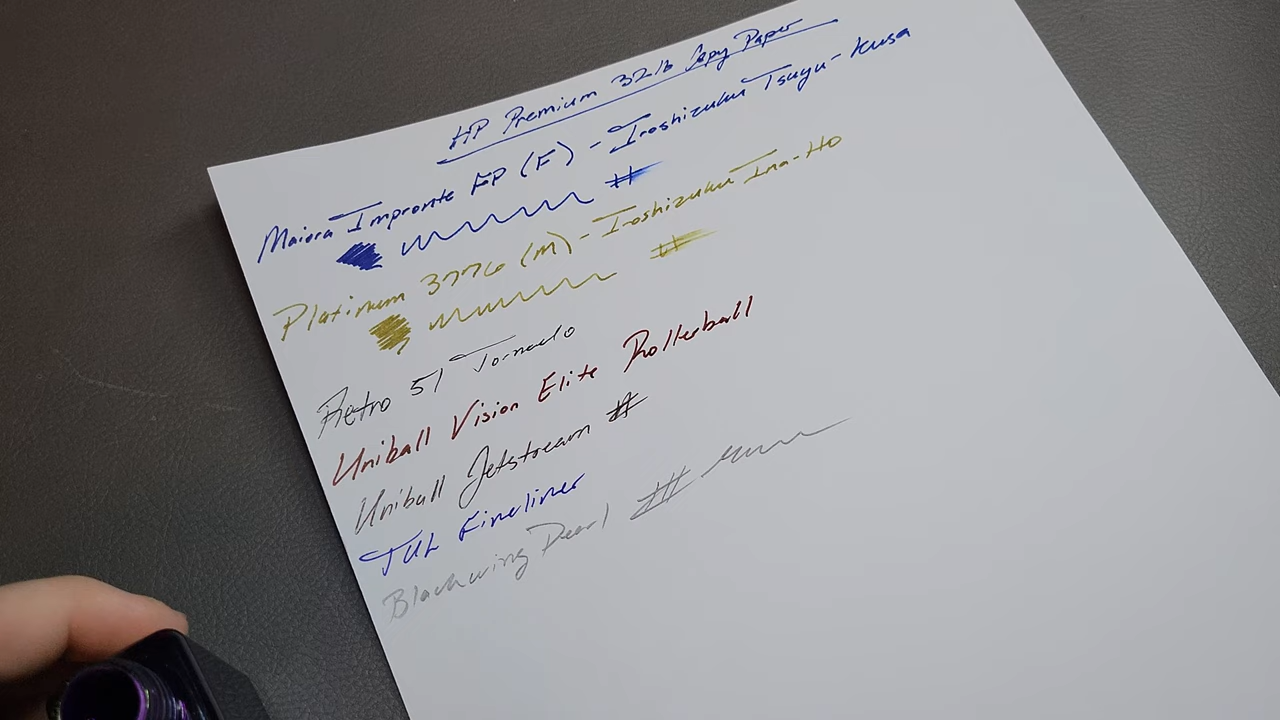 HP Premium 32lb Copy Paper
Maiora Impronte FP (F) - Iroshizuku Tsuyu-Kusa
#
Platinum 3776 (M) - Iroshizuku Ina-Ho
#
Retro 51 Tornado
Uniball Vision Elite Rollerball
Uniball Jetstream #
TUL Fineliner
Blackwing Pearl #